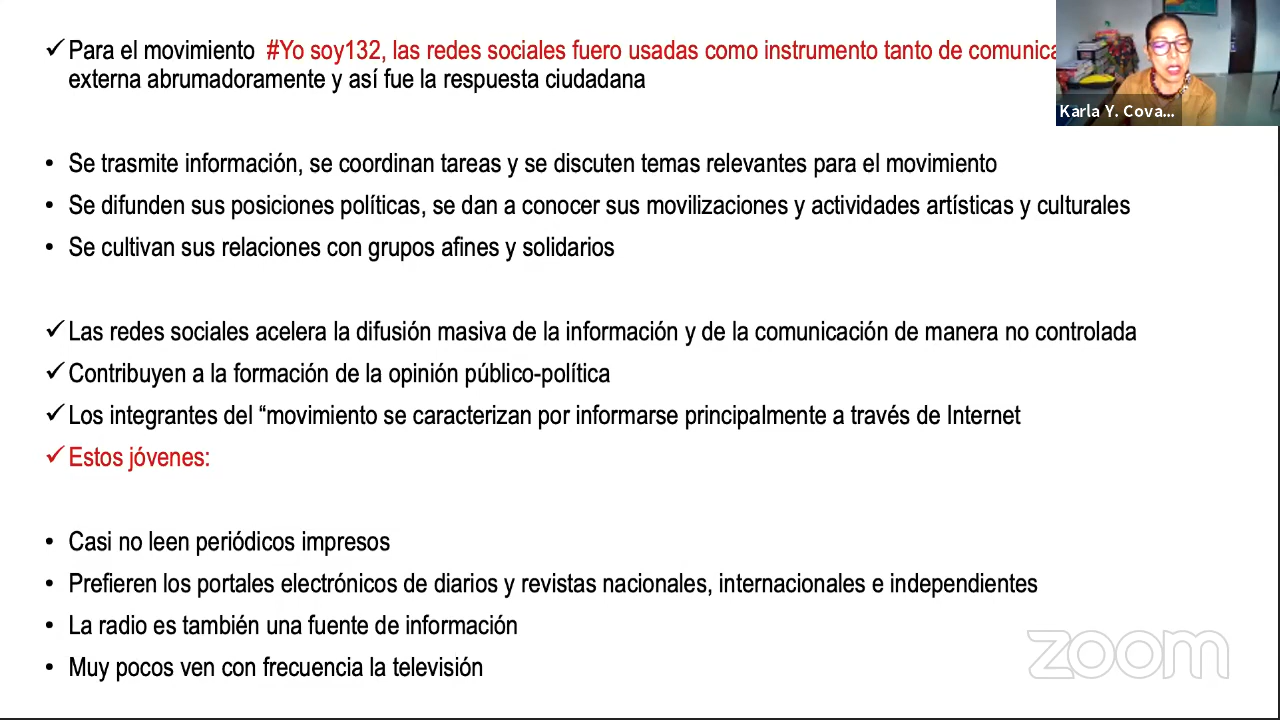 Para el movimiento #Yo soy132, las redes sociales fuero usadas como instrumento tanto de comunica
externa abrumadoramente y así fue la respuesta ciudadana
Karla Y. Cova...
• Se trasmite información, se coordinan tareas y se discuten temas relevantes para el movimiento
• Se difunden sus posiciones políticas, se dan a conocer sus movilizaciones y actividades artísticas y culturales
• Se cultivan sus relaciones con grupos afines y solidarios
✓Las redes sociales acelera la difusión masiva de la información y de la comunicación de manera no controlada
✓Contribuyen a la formación de la opinión público-política
✓Los integrantes del “movimiento se caracterizan por informarse principalmente a través de Internet
✓Estos jóvenes:
• Casi no leen periódicos impresos
• Prefieren los portales electrónicos de diarios y revistas nacionales, internacionales e independientes
• La radio es también una fuente de información
• Muy pocos ven con frecuencia la televisión
zoom